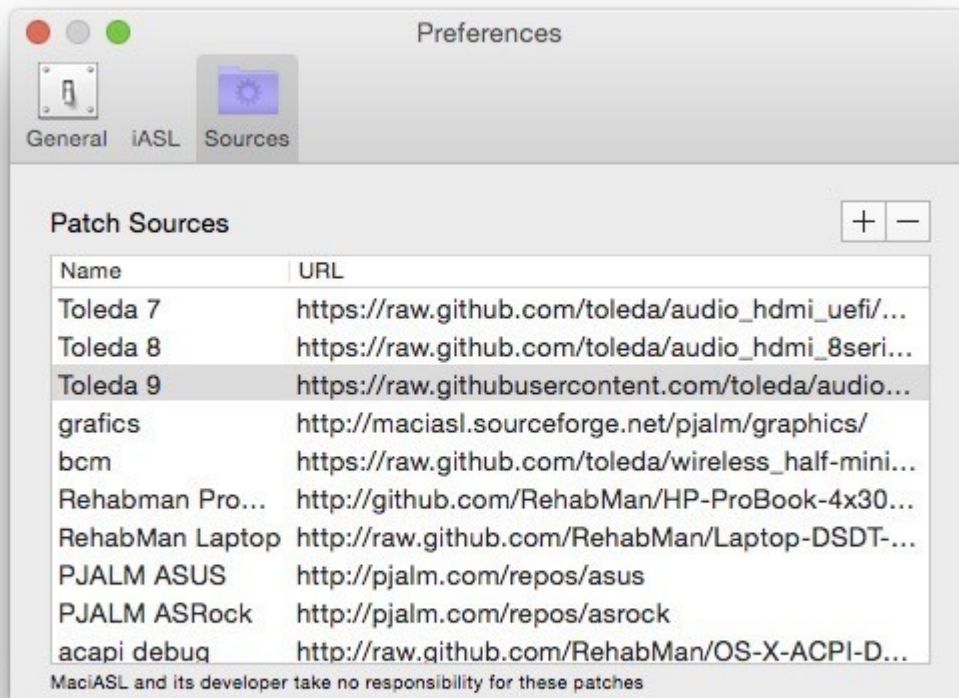 Preferences
General iASL Sources
Patch Sources
Name URL
Toleda 7 https://raw.github.com/toleda/audio_hdmi_uefi/...
Toleda 8 https://raw.github.com/toleda/audio_hdmi_8seri...
Toleda 9 https://raw.githubusercontent.com/toleda/audio...
grafics http://maciasl.sourceforge.net/pjalm/graphics/
bcm https://raw.github.com/toleda/wireless_half-mini...
Rehabman Pro... http://github.com/RehabMan/HP-ProBook-4x30...
RehabMan Laptop http://raw.github.com/RehabMan/Laptop-DSDT-...
PJALM ASUS http://pjalm.com/repos/asus
PJALM ASRock http://pjalm.com/repos/asrock
acapi debug http://raw.github.com/RehabMan/OS-X-ACPI-D...
MaciASL and its developer take no responsibility for these patches